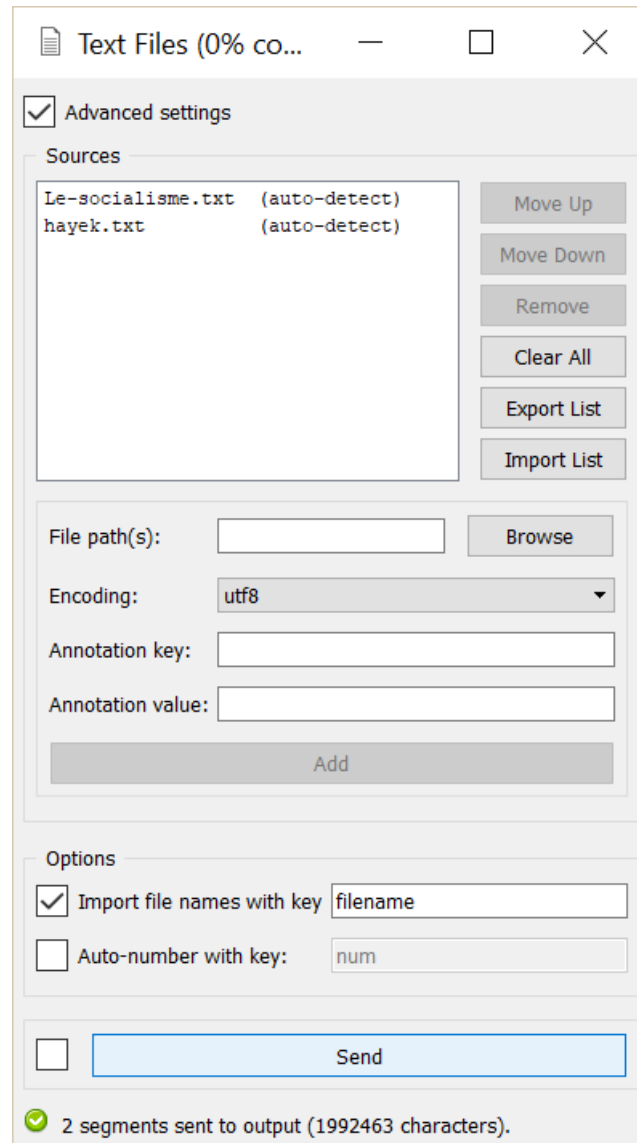 Text Files (0% co...
Advanced settings
Sources
Le-socialisme.txt (auto-detect)
hayek.txt (auto-detect)
Move Up
Move Down
Remove
Clear All
Export List
Import List
File path(s):
Browse
Encoding: utf8
Annotation key:
Annotation value:
Add
Options
Import file names with key filename
Auto-number with key: num
Send
2 segments sent to output (1992463 characters).